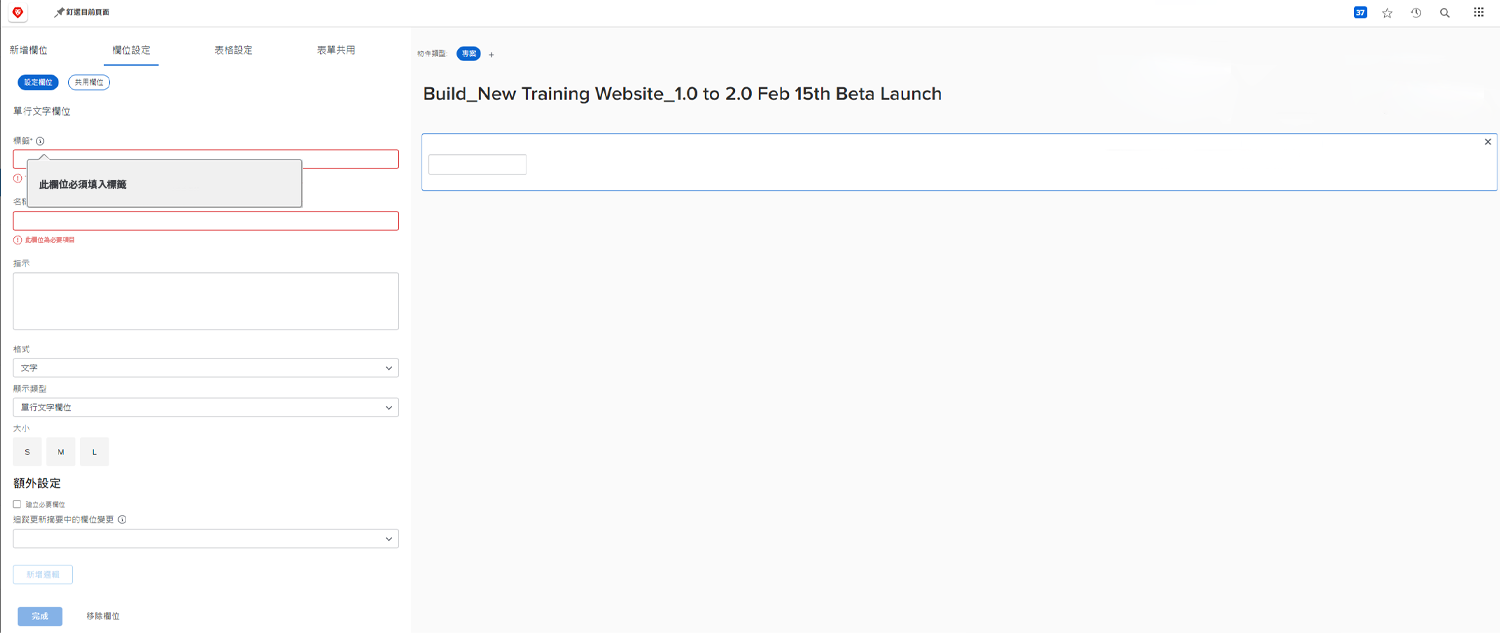 釘選目前頁面
37
新增欄位
欄位設定
表格設定
表單共用
設定欄位
共用欄位
單行文字欄位
標籤*
此欄位必須填入標籤
此欄位為必要項目
指示
格式
文字
顯示類型
單行文字欄位
大小
S M L
額外設定
建立必要欄位
追蹤更新摘要中的欄位變更
新增邏輯
完成
移除欄位
物件類型:
專案
+
Build_New Training Website_1.0 to 2.0 Feb 15th Beta Launch